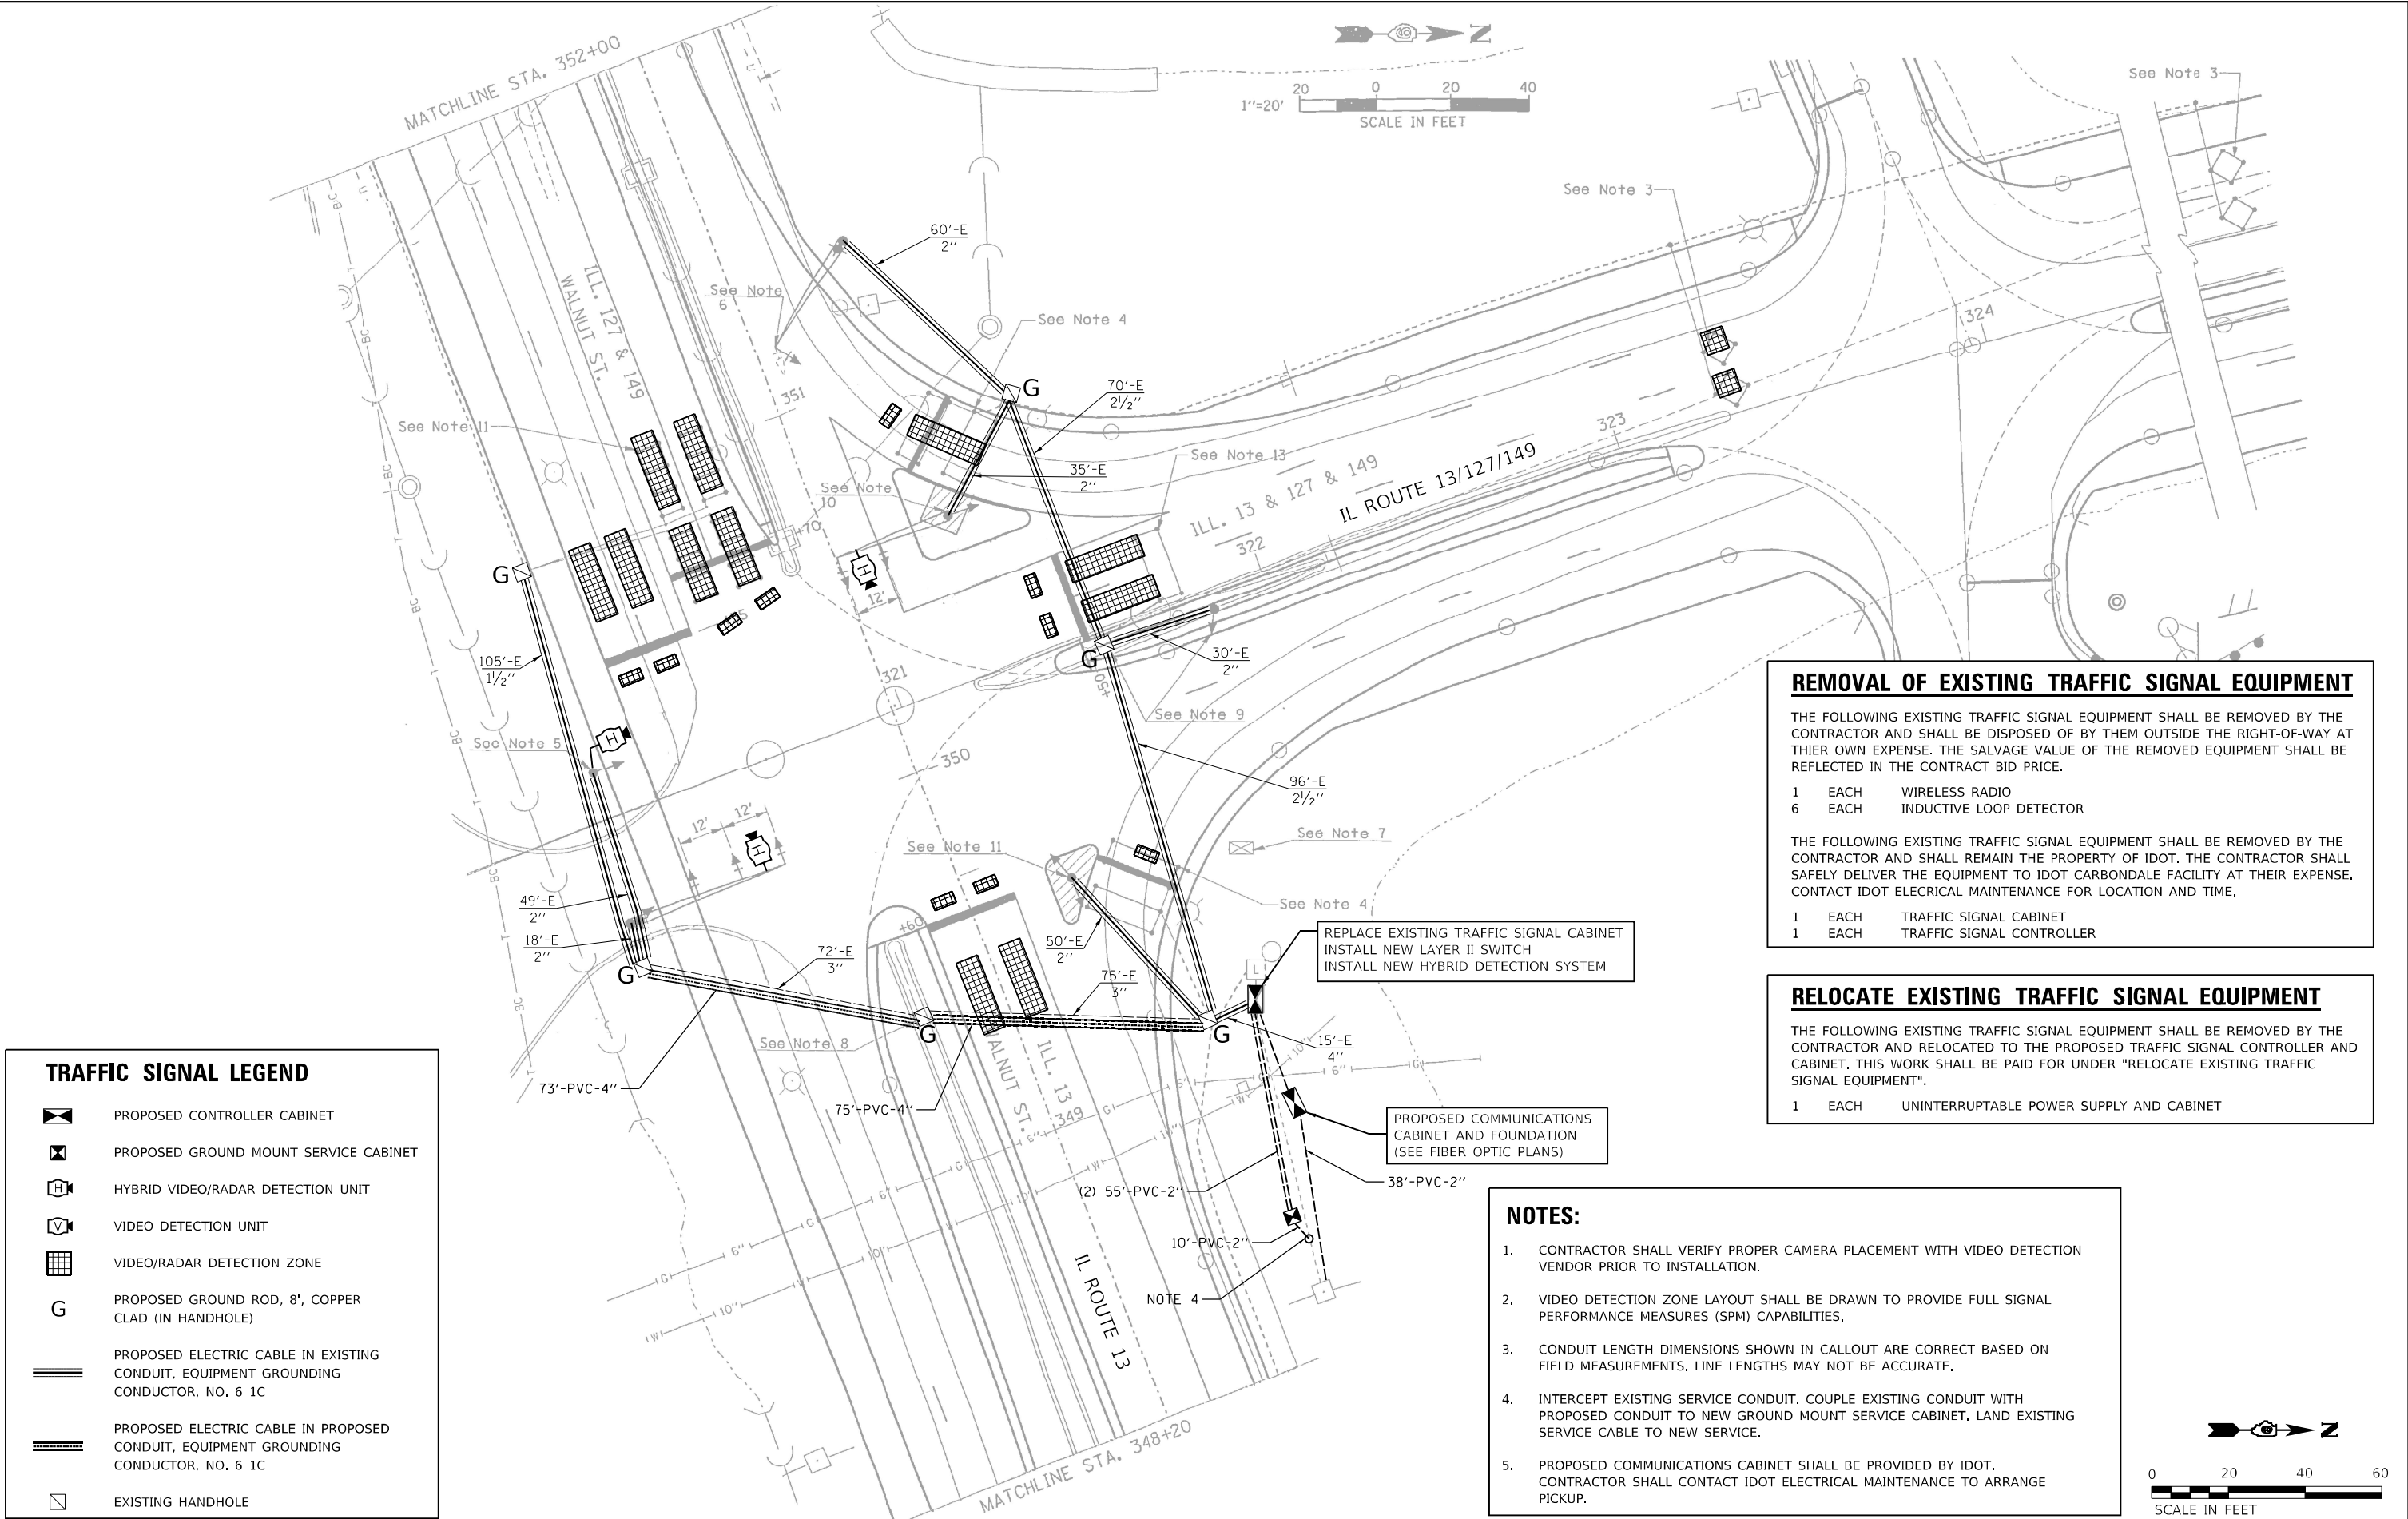 MATCHLINE STA. 352+00
N
20 0 20 40
1''=20'
SCALE IN FEET
See Note 3
See Note 3
60'-E
2''
See Note
6
See Note 4
ILL. 127 & 149
WALNUT ST.
351
324
70'-E
2½''
See Note 11
See Note 13
323
35'-E
2''
See Note
10
ILL. 13 & 127 & 149
IL ROUTE 13/127/149
322
+70
G
G
12'
105'-E
1½''
G
30'-E
2''
+50
321
See Note 9
See Note 5
350
96'-E
2½''
12'
12'
See Note 7
See Note 11
49'-E
2''
18'-E
2''
See Note 4
+60
50'-E
2''
72'-E
3''
75'-E
3''
G
G
G
L
REPLACE EXISTING TRAFFIC SIGNAL CABINET
INSTALL NEW LAYER II SWITCH
INSTALL NEW HYBRID DETECTION SYSTEM
See Note 8
15'-E
4''
73'-PVC-4''
75'-PVC-4''
ILL. 13
WALNUT ST.
349
PROPOSED COMMUNICATIONS
CABINET AND FOUNDATION
(SEE FIBER OPTIC PLANS)
(2) 55'-PVC-2''
38'-PVC-2''
10'-PVC-2''
NOTE 4
IL ROUTE 13
MATCHLINE STA. 348+20
REMOVAL OF EXISTING TRAFFIC SIGNAL EQUIPMENT
THE FOLLOWING EXISTING TRAFFIC SIGNAL EQUIPMENT SHALL BE REMOVED BY THE
CONTRACTOR AND SHALL BE DISPOSED OF BY THEM OUTSIDE THE RIGHT-OF-WAY AT
THIER OWN EXPENSE. THE SALVAGE VALUE OF THE REMOVED EQUIPMENT SHALL BE
REFLECTED IN THE CONTRACT BID PRICE.
1 EACH WIRELESS RADIO
6 EACH INDUCTIVE LOOP DETECTOR
THE FOLLOWING EXISTING TRAFFIC SIGNAL EQUIPMENT SHALL BE REMOVED BY THE
CONTRACTOR AND SHALL REMAIN THE PROPERTY OF IDOT. THE CONTRACTOR SHALL
SAFELY DELIVER THE EQUIPMENT TO IDOT CARBONDALE FACILITY AT THEIR EXPENSE.
CONTACT IDOT ELECRICAL MAINTENANCE FOR LOCATION AND TIME.
1 EACH TRAFFIC SIGNAL CABINET
1 EACH TRAFFIC SIGNAL CONTROLLER
RELOCATE EXISTING TRAFFIC SIGNAL EQUIPMENT
THE FOLLOWING EXISTING TRAFFIC SIGNAL EQUIPMENT SHALL BE REMOVED BY THE
CONTRACTOR AND RELOCATED TO THE PROPOSED TRAFFIC SIGNAL CONTROLLER AND
CABINET. THIS WORK SHALL BE PAID FOR UNDER "RELOCATE EXISTING TRAFFIC
SIGNAL EQUIPMENT".
1 EACH UNINTERRUPTABLE POWER SUPPLY AND CABINET
TRAFFIC SIGNAL LEGEND
PROPOSED CONTROLLER CABINET
PROPOSED GROUND MOUNT SERVICE CABINET
H HYBRID VIDEO/RADAR DETECTION UNIT
V VIDEO DETECTION UNIT
VIDEO/RADAR DETECTION ZONE
G PROPOSED GROUND ROD, 8', COPPER
CLAD (IN HANDHOLE)
PROPOSED ELECTRIC CABLE IN EXISTING
CONDUIT, EQUIPMENT GROUNDING
CONDUCTOR, NO. 6 1C
PROPOSED ELECTRIC CABLE IN PROPOSED
CONDUIT, EQUIPMENT GROUNDING
CONDUCTOR, NO. 6 1C
EXISTING HANDHOLE
NOTES:
1. CONTRACTOR SHALL VERIFY PROPER CAMERA PLACEMENT WITH VIDEO DETECTION
VENDOR PRIOR TO INSTALLATION.
2. VIDEO DETECTION ZONE LAYOUT SHALL BE DRAWN TO PROVIDE FULL SIGNAL
PERFORMANCE MEASURES (SPM) CAPABILITIES.
3. CONDUIT LENGTH DIMENSIONS SHOWN IN CALLOUT ARE CORRECT BASED ON
FIELD MEASUREMENTS. LINE LENGTHS MAY NOT BE ACCURATE.
4. INTERCEPT EXISTING SERVICE CONDUIT. COUPLE EXISTING CONDUIT WITH
PROPOSED CONDUIT TO NEW GROUND MOUNT SERVICE CABINET. LAND EXISTING
SERVICE CABLE TO NEW SERVICE.
5. PROPOSED COMMUNICATIONS CABINET SHALL BE PROVIDED BY IDOT.
CONTRACTOR SHALL CONTACT IDOT ELECTRICAL MAINTENANCE TO ARRANGE
PICKUP.
N
0 20 40 60
SCALE IN FEET